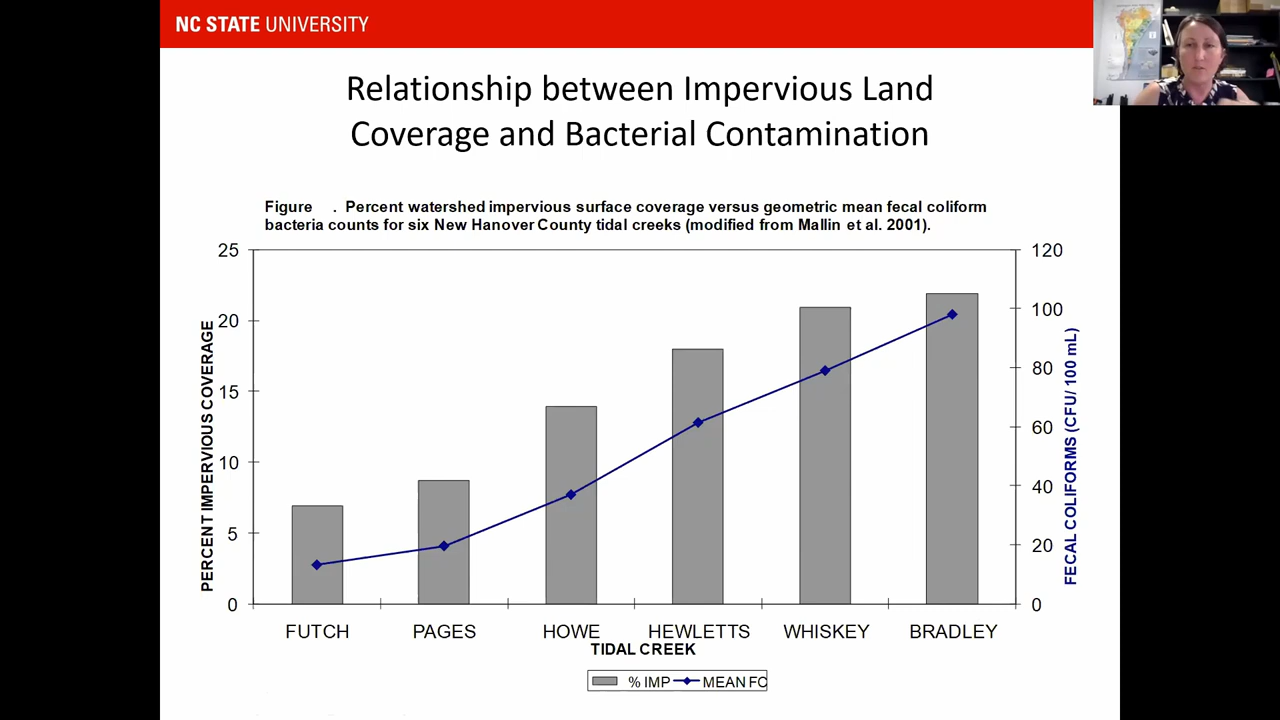 NC STATE UNIVERSITY
Relationship between Impervious Land
Coverage and Bacterial Contamination
Figure . Percent watershed impervious surface coverage versus geometric mean fecal coliform
bacteria counts for six New Hanover County tidal creeks (modified from Mallin et al. 2001).
25
20
15
10
5
0
PERCENT IMPERVIOUS COVERAGE
120
100
80
60
40
20
0
FECAL COLIFORMS (CFU/ 100 mL)
FUTCH PAGES HOWE HEWLETTS WHISKEY BRADLEY
TIDAL CREEK
% IMP MEAN FC